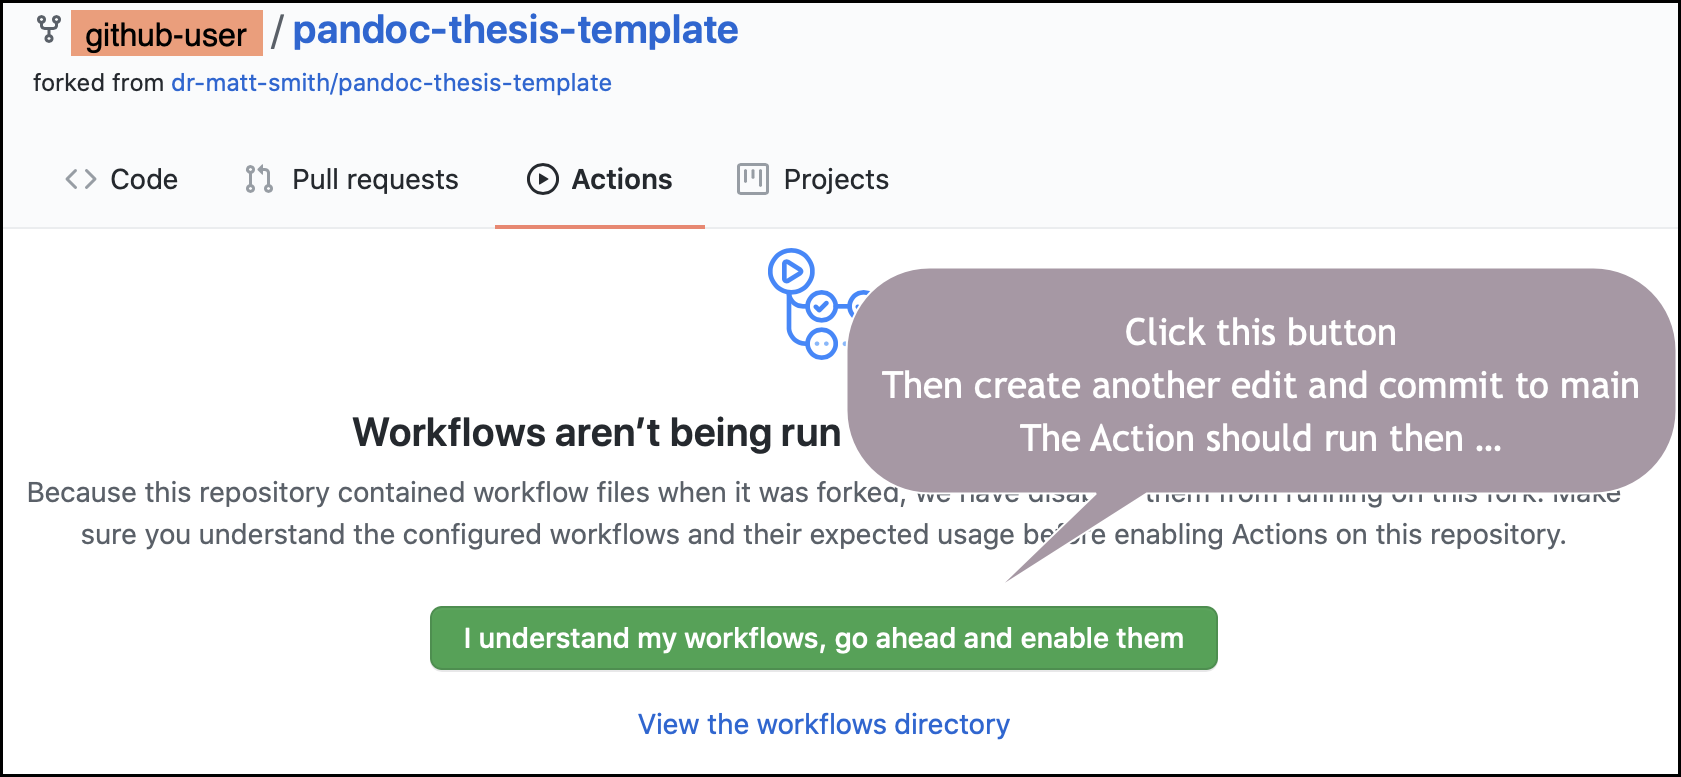 github-user / pandoc-thesis-template
forked from dr-matt-smith/pandoc-thesis-template
Code Pull requests Actions Projects
Click this button
Then create another edit and commit to main
The Action should run then ...
Workflows aren’t being run
Because this repository contained workflow files when it was forked, we have them from running on this fork. Make
sure you understand the configured workflows and their expected usage before enabling Actions on this repository.
I understand my workflows, go ahead and enable them
View the workflows directory